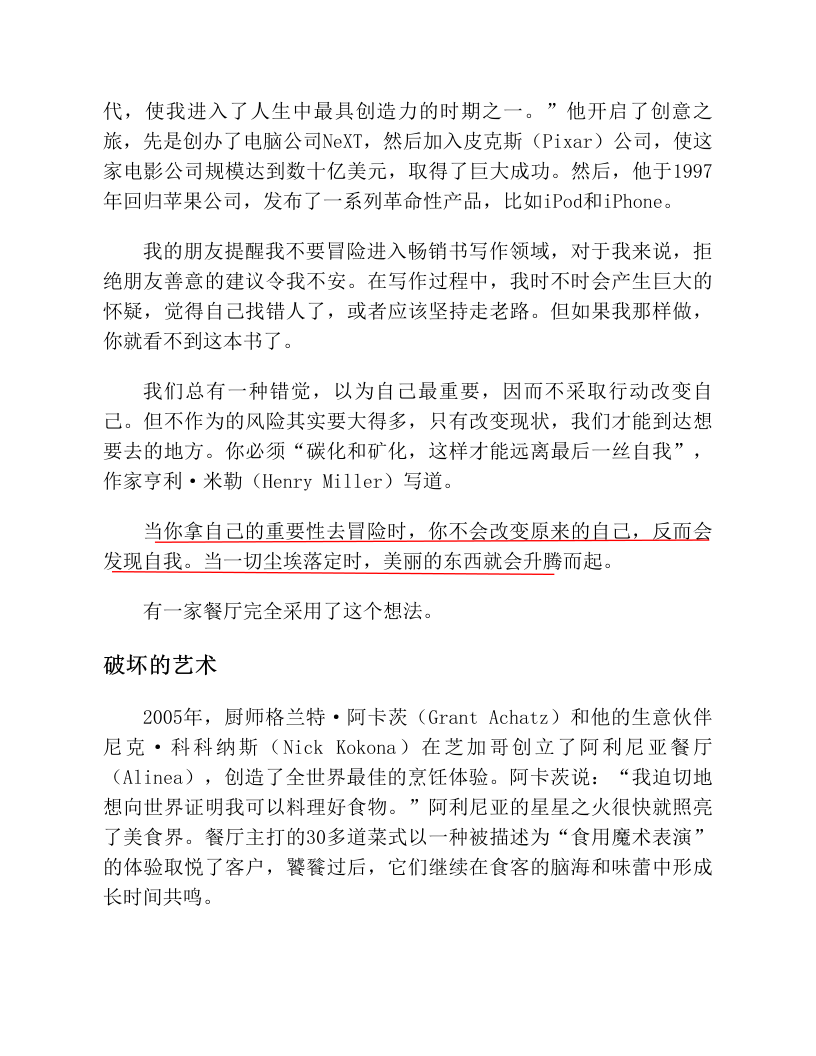 代，使我进入了人生中最具创造力的时期之一。”他开启了创意之
旅，先是创办了电脑公司NeXT，然后加入皮克斯（Pixar）公司，使这
家电影公司规模达到数十亿美元，取得了巨大成功。然后，他于1997
年回归苹果公司，发布了一系列革命性产品，比如iPod和iPhone。
我的朋友提醒我不要冒险进入畅销书写作领域，对于我来说，拒
绝朋友善意的建议令我不安。在写作过程中，我时不时会产生巨大的
怀疑，觉得自己找错人了，或者应该坚持走老路。但如果我那样做，
你就看不到这本书了。
我们总有一种错觉，以为自己最重要，因而不采取行动改变自
己。但不作为的风险其实要大得多，只有改变现状，我们才能到达想
要去的地方。你必须“碳化和矿化，这样才能远离最后一丝自我”，
作家亨利·米勒（Henry Miller）写道。
当你拿自己的重要性去冒险时，你不会改变原来的自己，反而会
发现自我。当一切尘埃落定时，美丽的东西就会升腾而起。
有一家餐厅完全采用了这个想法。
破坏的艺术
2005年，厨师格兰特·阿卡茨（Grant Achatz）和他的生意伙伴
尼克·科科纳斯（Nick Kokona）在芝加哥创立了阿利尼亚餐厅
（Alinea），创造了全世界最佳的烹饪体验。阿卡茨说：“我迫切地
想向世界证明我可以料理好食物。”阿利尼亚的星星之火很快就照亮
了美食界。餐厅主打的30多道菜式以一种被描述为“食用魔术表演”
的体验取悦了客户，饕餮过后，它们继续在食客的脑海和味蕾中形成
长时间共鸣。